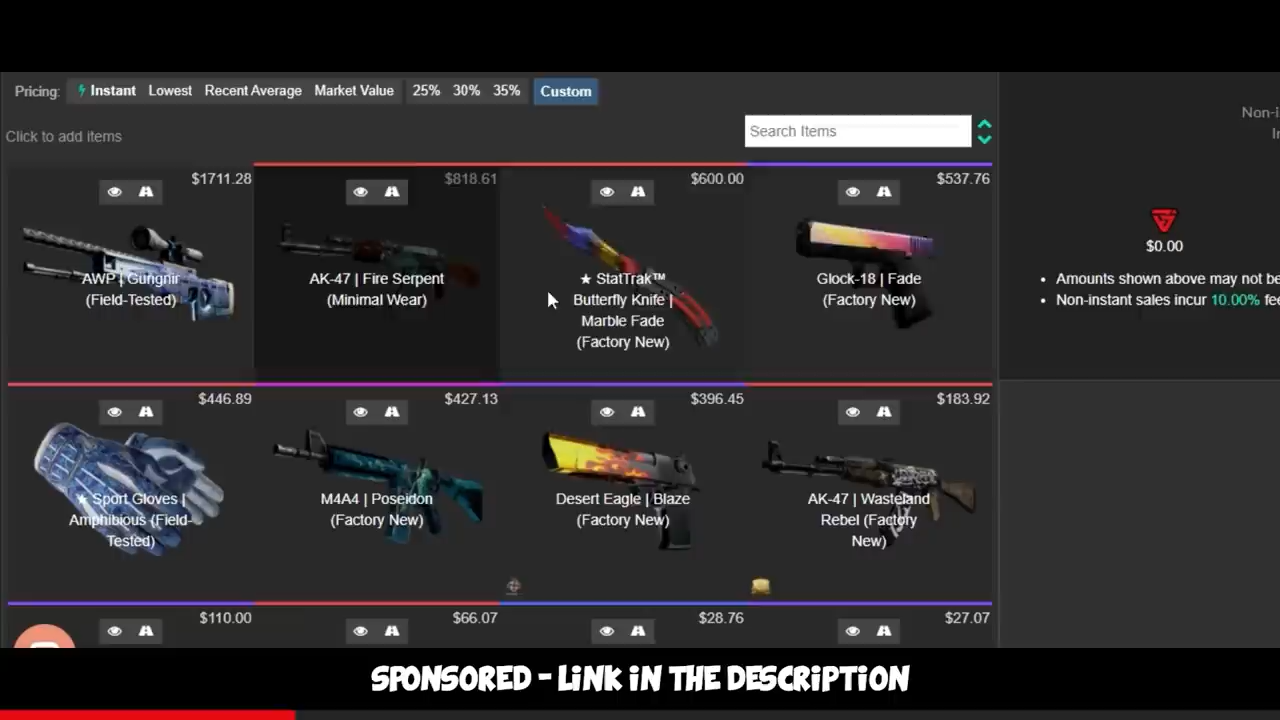 Pricing: Instant Lowest Recent Average Market Value 25% 30% 35% Custom
Click to add items
Search Items
Non-i
In
$1711.28
AWP | Gungnir
(Field-Tested)
$818.61
AK-47 | Fire Serpent
(Minimal Wear)
$600.00
★ StatTrak™
Butterfly Knife |
Marble Fade
(Factory New)
$537.76
Glock-18 | Fade
(Factory New)
$0.00
• Amounts shown above may not be
• Non-instant sales incur 10.00% fee
$446.89
★ Sport Gloves |
Amphibious (Field-
Tested)
$427.13
M4A4 | Poseidon
(Factory New)
$396.45
Desert Eagle | Blaze
(Factory New)
$183.92
AK-47 | Wasteland
Rebel (Factory
New)
$110.00
$66.07
$28.76
$27.07
SPONSORED - LINK IN THE DESCRIPTION